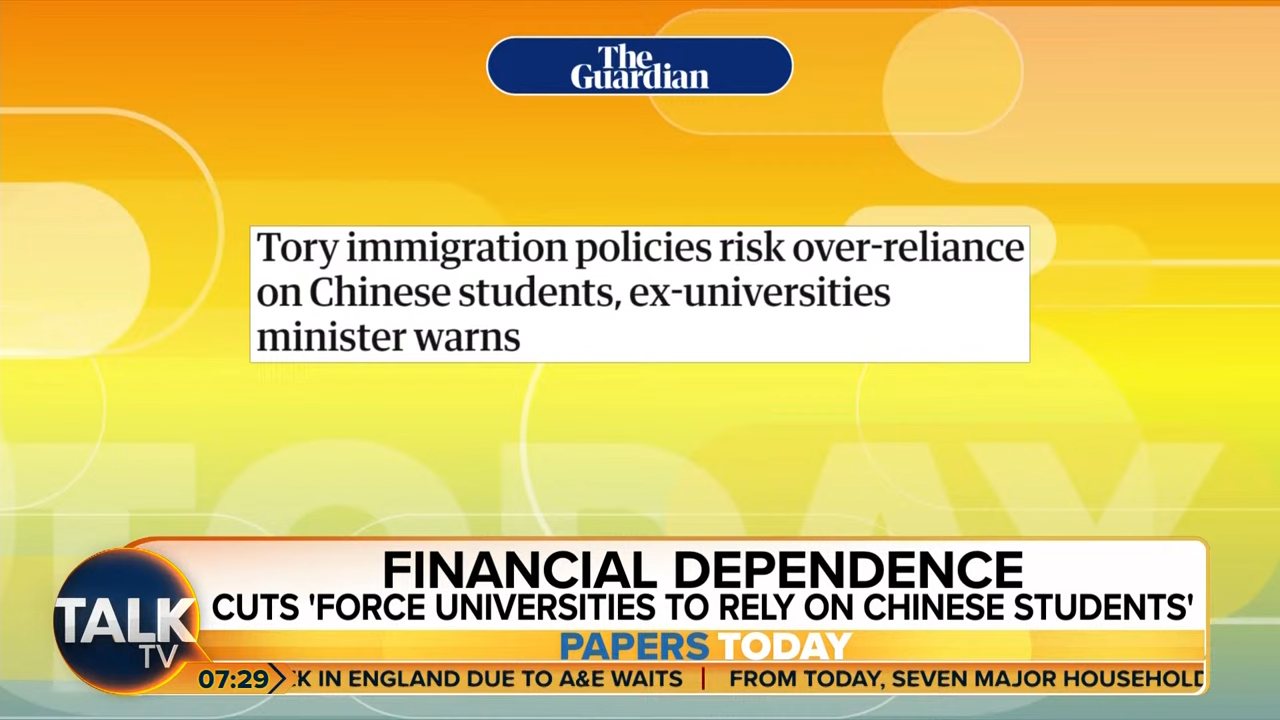 The
Guardian
Tory immigration policies risk over-reliance
on Chinese students, ex-universities
minister warns
TODAY
FINANCIAL DEPENDENCE
CUTS 'FORCE UNIVERSITIES TO RELY ON CHINESE STUDENTS'
PAPERS TODAY
TALK
TV
07:29
IN ENGLAND DUE TO A&E WAITS | FROM TODAY, SEVEN MAJOR HOUSEHOLD